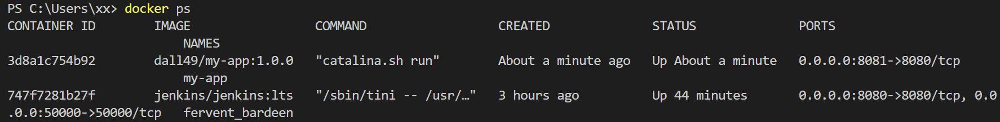 PS C:\Users\xx> docker ps
CONTAINER ID        IMAGE                 COMMAND                  CREATED              STATUS              PORTS
                        NAMES
3d8a1c754b92        dall49/my-app:1.0.0   "catalina.sh run"        About a minute ago   Up About a minute   0.0.0.0:8081->8080/tcp
                        my-app
747f7281b27f        jenkins/jenkins:lts   "/sbin/tini -- /usr/…"   3 hours ago          Up 44 minutes       0.0.0.0:8080->8080/tcp, 0.0
.0.0:50000->50000/tcp   fervent_bardeen